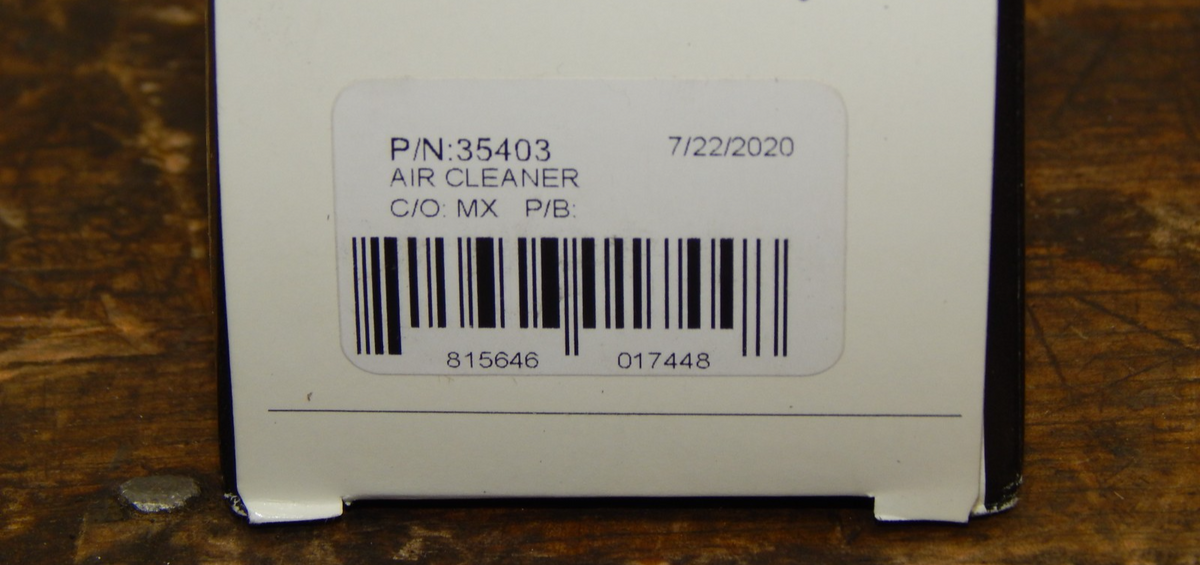 P/N:35403 7/22/2020
AIR CLEANER
C/O: MX P/B:
815646 017448